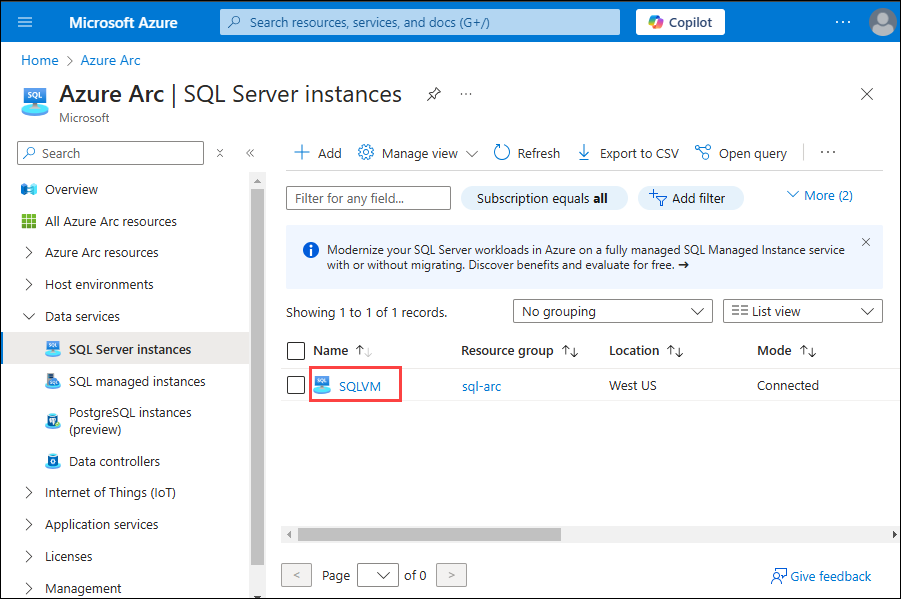 Microsoft Azure
Search resources, services, and docs (G+/)
Copilot
Home > Azure Arc
SQL
Azure Arc | SQL Server instances
Microsoft
Search
Add
Manage view
Refresh
Export to CSV
Open query
Overview
All Azure Arc resources
Azure Arc resources
Host environments
Data services
SQL Server instances
SQL managed instances
PostgreSQL instances
(preview)
Data controllers
Internet of Things (IoT)
Application services
Licenses
Management
Filter for any field...
Subscription equals all
Add filter
More (2)
Modernize your SQL Server workloads in Azure on a fully managed SQL Managed Instance service
with or without migrating. Discover benefits and evaluate for free. →
Showing 1 to 1 of 1 records.
No grouping
List view
Name ↑↓ Resource group ↑↓ Location ↑↓ Mode ↑↓
SQLVM sql-arc West US Connected
< Page of 0 >
Give feedback